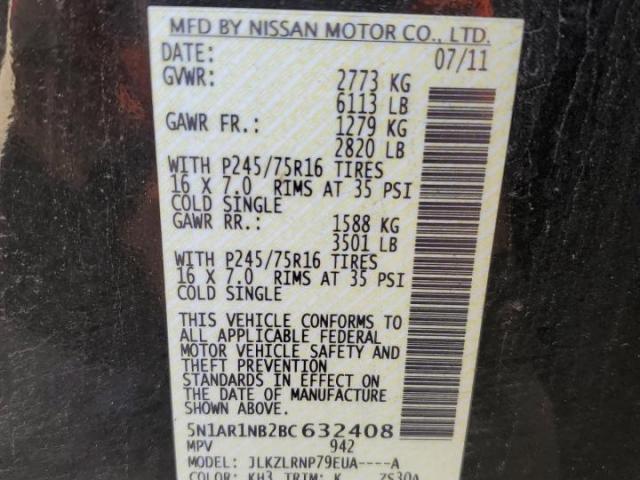 MFD BY NISSAN MOTOR CO., LTD.
DATE: 07/11
GVWR: 2773 KG
6113 LB
GAWR FR.: 1279 KG
2820 LB
WITH P245/75R16 TIRES
16 X 7.0 RIMS AT 35 PSI
COLD SINGLE
GAWR RR.: 1588 KG
3501 LB
WITH P245/75R16 TIRES
16 X 7.0 RIMS AT 35 PSI
COLD SINGLE
THIS VEHICLE CONFORMS TO
ALL APPLICABLE FEDERAL
MOTOR VEHICLE SAFETY AND
THEFT PREVENTION
STANDARDS IN EFFECT ON
THE DATE OF MANUFACTURE
SHOWN ABOVE.
5N1AR1NB2BC632408
MPV 942
MODEL: JLKZLRNP79EUA----A
COLOR: KH3 TRIM: K ZS30A